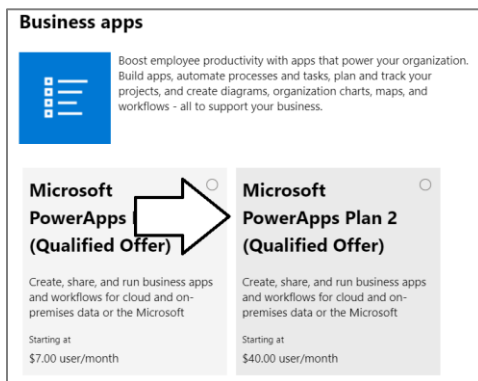 Business apps
Boost employee productivity with apps that power your organization.
Build apps, automate processes and tasks, plan and track your
projects, and create diagrams, organization charts, maps, and
workflows - all to support your business.
Microsoft
PowerApps
(Qualified Offer)
Create, share, and run business apps
and workflows for cloud and on-
premises data or the Microsoft
Starting at
$7.00 user/month
Microsoft
PowerApps Plan 2
(Qualified Offer)
Create, share, and run business apps
and workflows for cloud and on-
premises data or the Microsoft
Starting at
$40.00 user/month